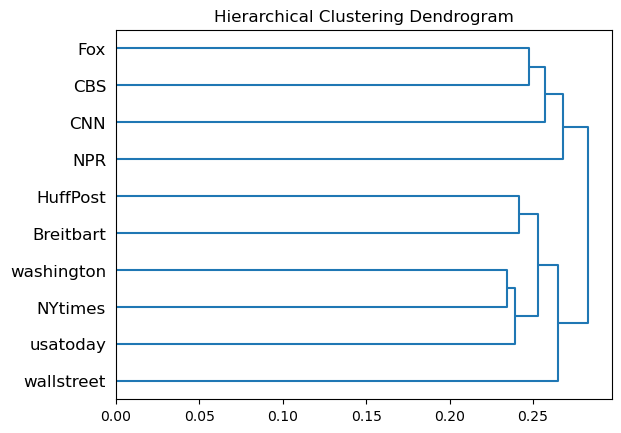 Hierarchical Clustering Dendrogram
Fox
CBS
CNN
NPR
HuffPost
Breitbart
washington
NYtimes
usatoday
wallstreet
0.00 0.05 0.10 0.15 0.20 0.25